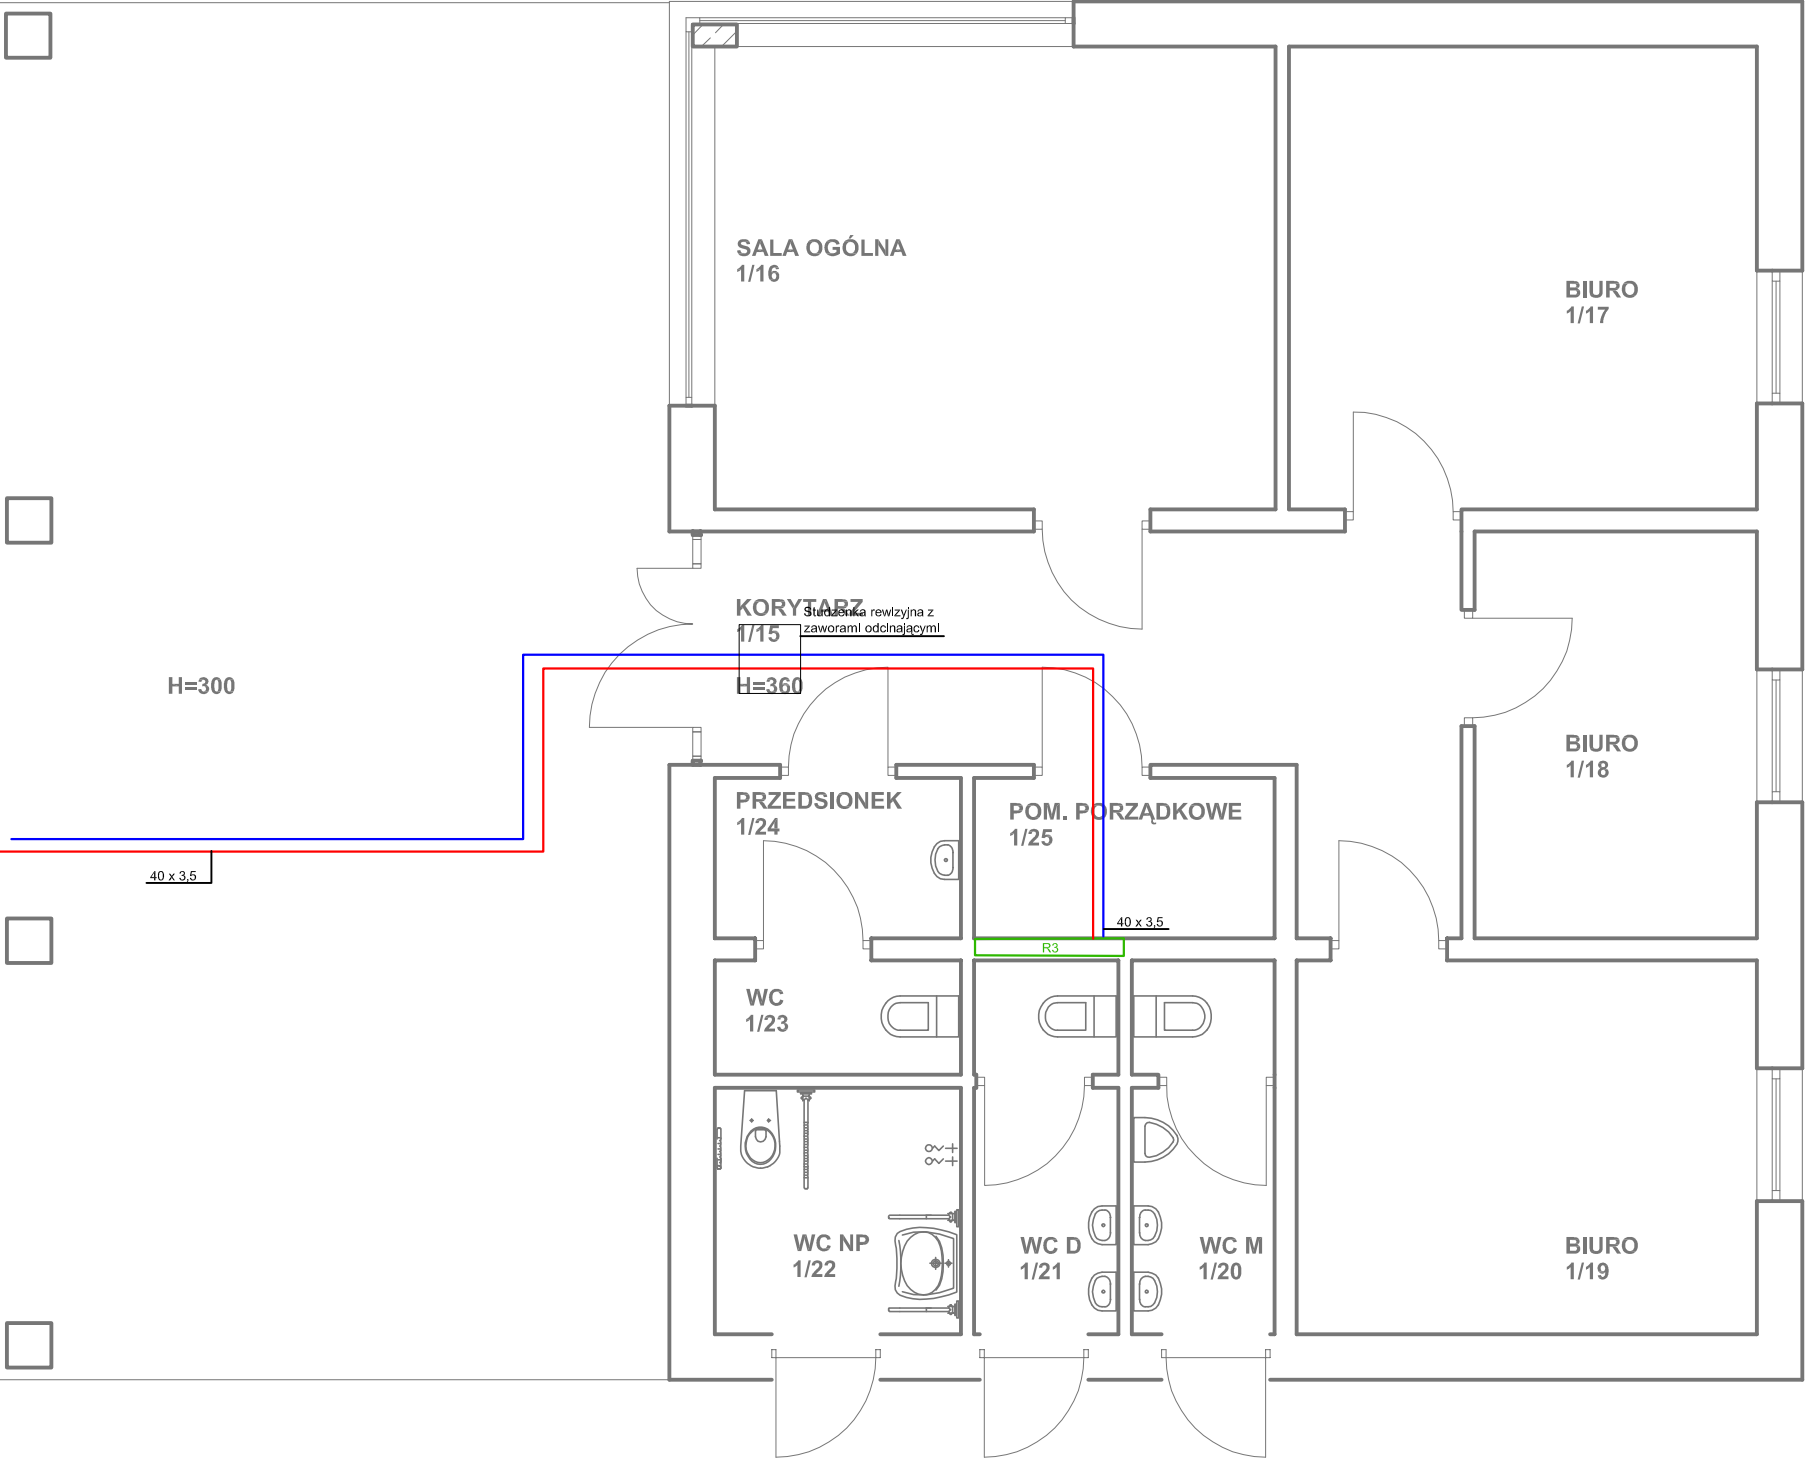 SALA OGÓLNA
1/16
BIURO
1/17
KORYTARZ
1/15
Studzenka rewizyjna z
zaworami odcinającymi
H=300
H=360
BIURO
1/18
PRZEDSIONEK
1/24
POM. PORZĄDKOWE
1/25
40 x 3,5
40 x 3,5
R3
WC
1/23
WC NP
1/22
WC D
1/21
WC M
1/20
BIURO
1/19